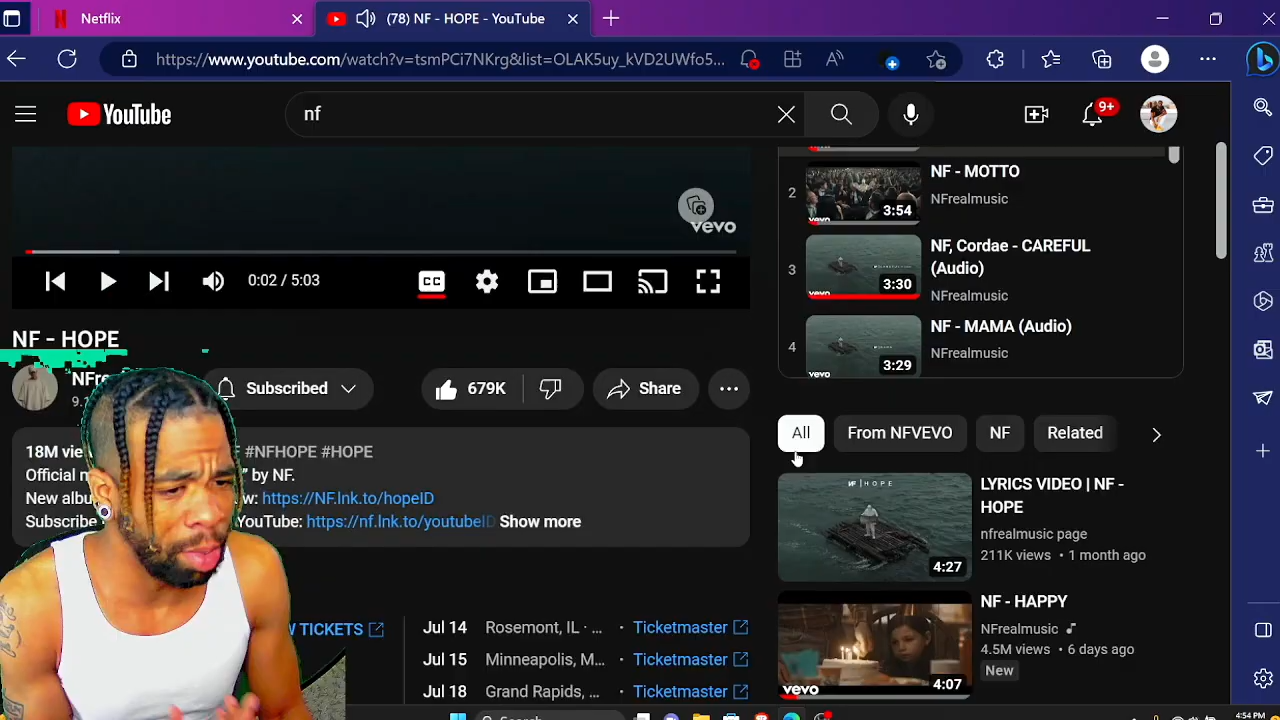 Netflix
(78) NF - HOPE - YouTube
https://www.youtube.com/watch?v=tsmPCi7NKrg&list=OLAK5uy_kVD2UWfo5...
YouTube
nf
9+
vevo
0:02 / 5:03
CC
NF - HOPE
Subscribed
679K
Share
18M
#NFHOPE #HOPE
Official
by NF.
New
https://NF.lnk.to/hopeID
Subscribe
YouTube: https://nf.lnk.to/youtubeID
Show more
TICKETS
Jul 14 Rosemont, IL · ... · Ticketmaster
Jul 15 Minneapolis, M... · Ticketmaster
Jul 18 Grand Rapids, ... · Ticketmaster
2
3:54
vevo
NF - MOTTO
NFrealmusic
3
3:30
vevo
NF, Cordae - CAREFUL
(Audio)
NFrealmusic
4
3:29
NF - MAMA (Audio)
NFrealmusic
All
From NFVEVO
NF
Related
NF | HOPE
4:27
LYRICS VIDEO | NF -
HOPE
nfrealmusic page
211K views · 1 month ago
vevo
4:07
NF - HAPPY
NFrealmusic
4.5M views · 6 days ago
New
Search
4:54 PM